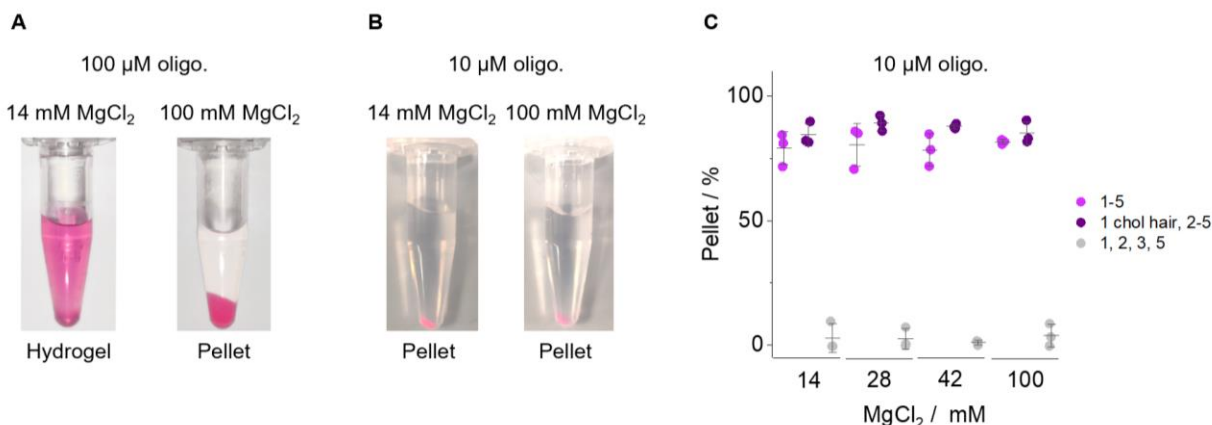 A
100 µM oligo.
14 mM MgCl₂ 100 mM MgCl₂
Hydrogel Pellet
B
10 µM oligo.
14 mM MgCl₂ 100 mM MgCl₂
Pellet Pellet
C
10 µM oligo.
Pellet / %
100
50
0
14 28 42 100
MgCl₂ / mM
1-5
1 chol hair, 2-5
1, 2, 3, 5